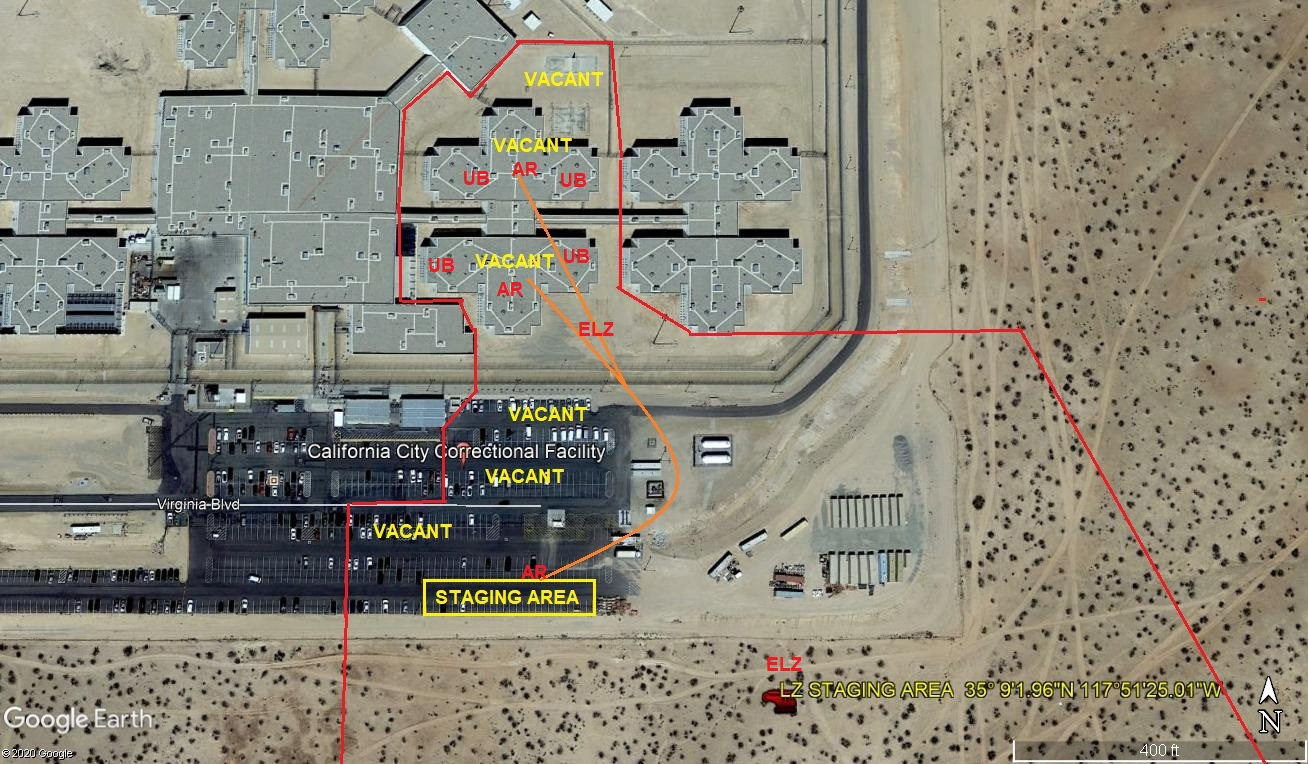 VACANT
VACANT
AR
UB
UB
UB
VACANT
UB
AR
ELZ
VACANT
California City Correctional Facility
VACANT
Virginia Blvd
VACANT
AR
STAGING AREA
ELZ
LZ STAGING AREA 35° 9'1.96"N 117°51'25.01"W
N
Google Earth
© 2020 Google
400 ft